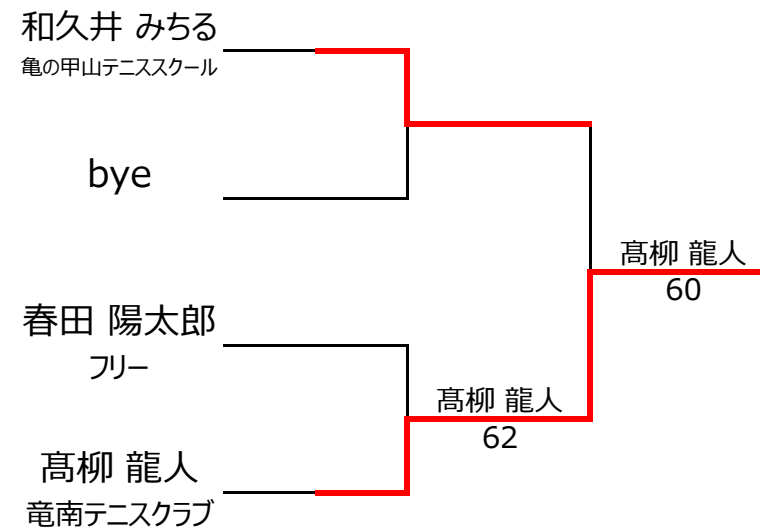 和久井 みちる
亀の甲山テニススクール
bye
髙柳 龍人
60
春田 陽太郎
フリー
髙柳 龍人
62
髙柳 龍人
竜南テニスクラブ